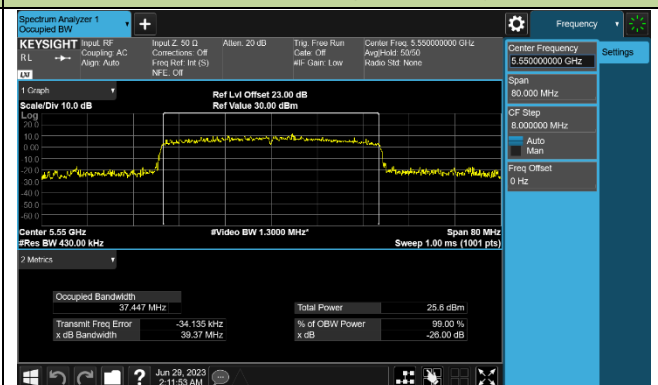 Spectrum Analyzer 1
Occupied BW
+
Frequency
KEYSIGHT
RL
LXI
Input: RF
Coupling: AC
Align: Auto
Input Z: 50 Ω
Corrections: Off
Freq Ref: Int (S)
NFE: Off
Atten: 20 dB
Trig: Free Run
Gate: Off
#IF Gain: Low
Center Freq: 5.550000000 GHz
Avg|Hold: 50/50
Radio Std: None
Center Frequency
5.550000000 GHz
Settings
Span
80.000 MHz
CF Step
8.000000 MHz
Auto
Man
Freq Offset
0 Hz
1 Graph
Scale/Div 10.0 dB
Ref Lvl Offset 23.00 dB
Ref Value 30.00 dBm
Log
20.0
10.0
0.00
-10.0
-20.0
-30.0
-40.0
-50.0
-60.0
Center 5.55 GHz
#Res BW 430.00 kHz
#Video BW 1.3000 MHz*
Span 80 MHz
Sweep 1.00 ms (1001 pts)
2 Metrics
Occupied Bandwidth
37.447 MHz
Total Power 25.6 dBm
Transmit Freq Error -34.135 kHz
% of OBW Power 99.00 %
x dB Bandwidth 39.37 MHz
x dB -26.00 dB
?
Jun 29, 2023
2:11:53 AM